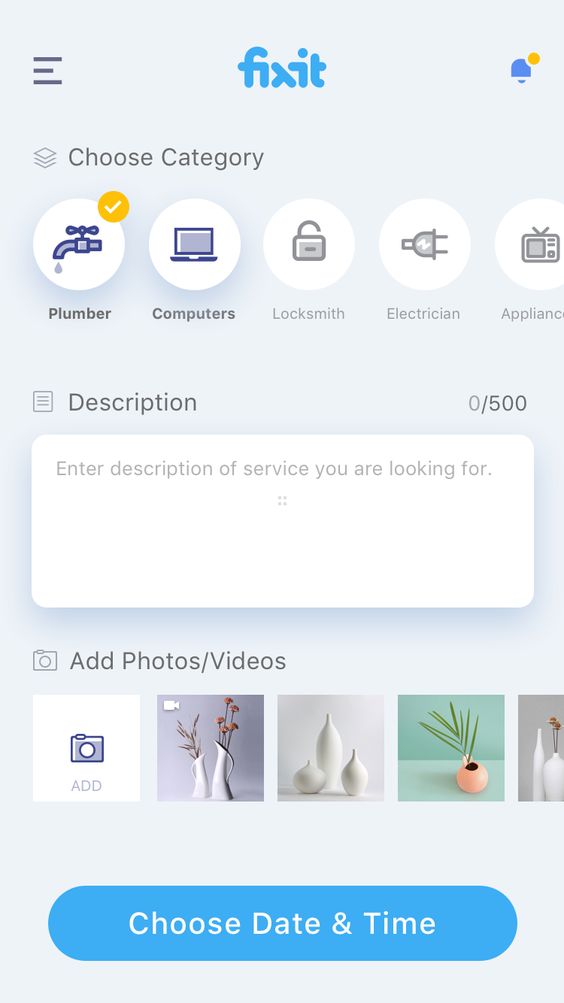 fixit
Choose Category
Plumber Computers Locksmith Electrician Applianc
Description 0/500
Enter description of service you are looking for.
Add Photos/Videos
ADD
Choose Date & Time